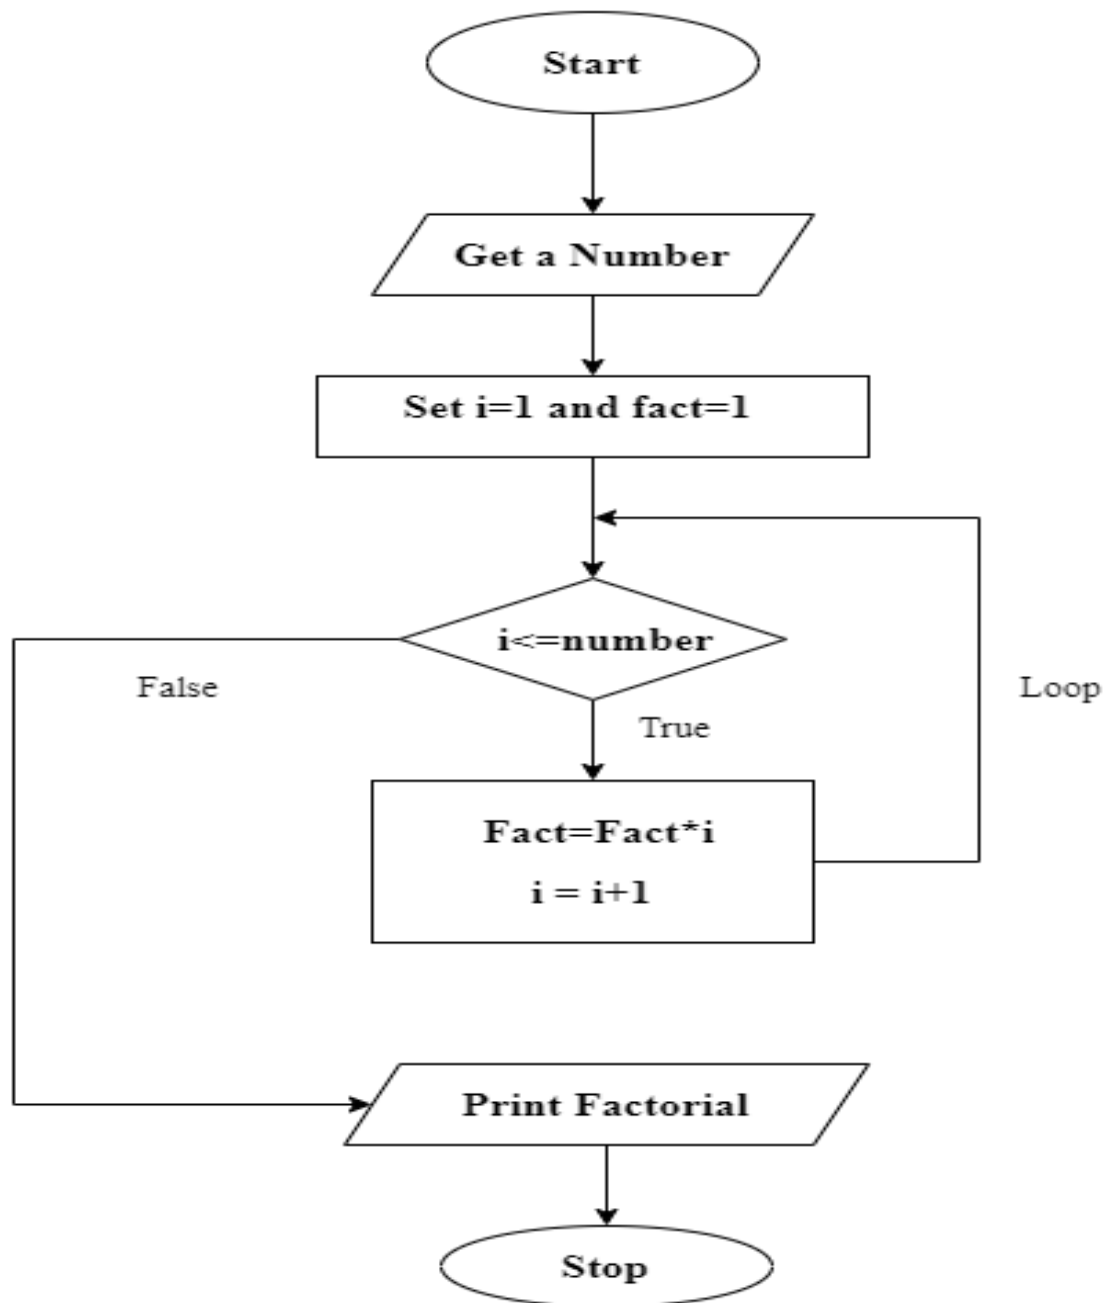 Start
Get a Number
Set i=1 and fact=1
i<=number
False
Loop
True
Fact=Fact*i
i = i+1
Print Factorial
Stop